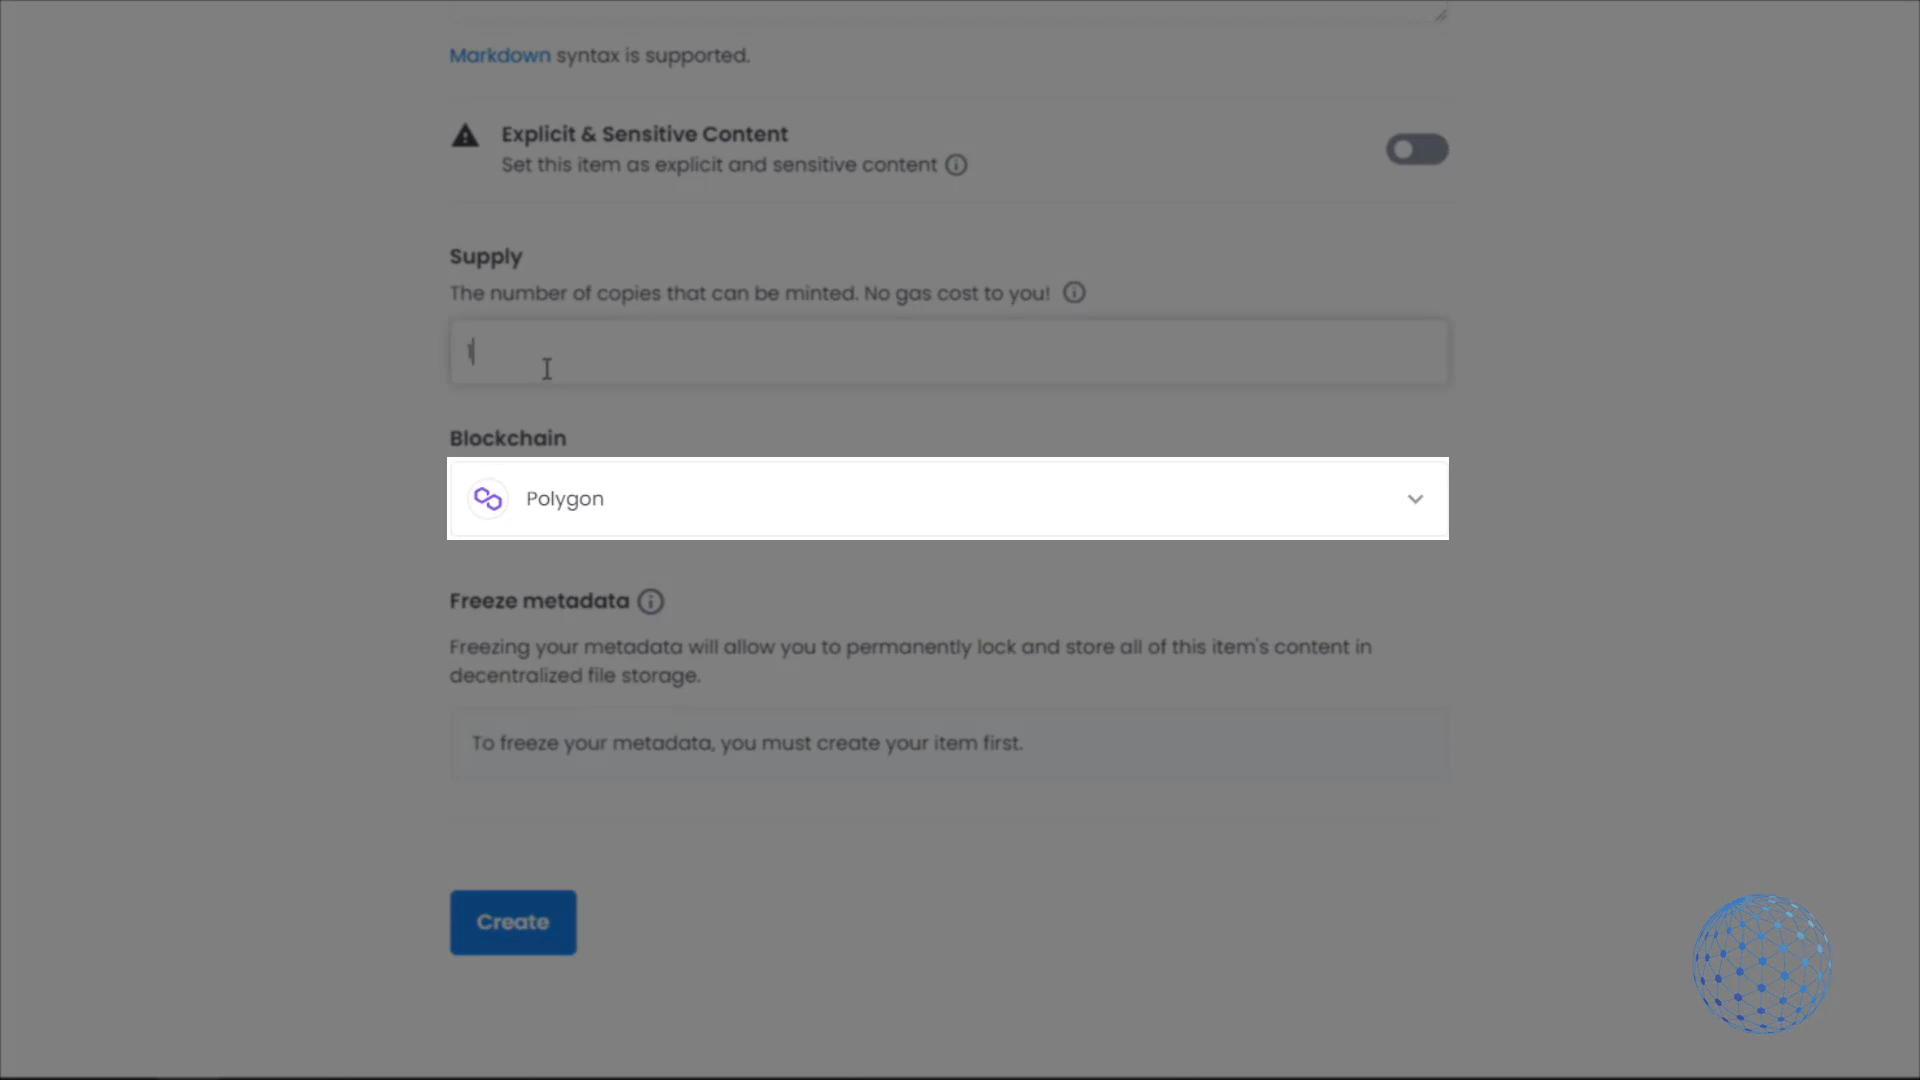 Markdown syntax is supported.
Explicit & Sensitive Content
Set this item as explicit and sensitive content
Supply
The number of copies that can be minted. No gas cost to you!
1
Blockchain
Polygon
Freeze metadata
Freezing your metadata will allow you to permanently lock and store all of this item's content in
decentralized file storage.
To freeze your metadata, you must create your item first.
Create